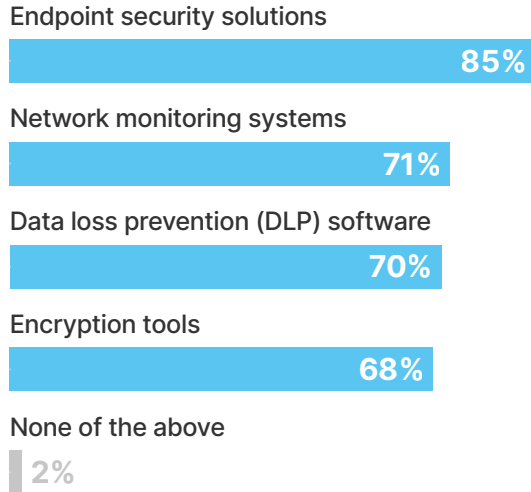 Endpoint security solutions
85%
Network monitoring systems
71%
Data loss prevention (DLP) software
70%
Encryption tools
68%
None of the above
2%